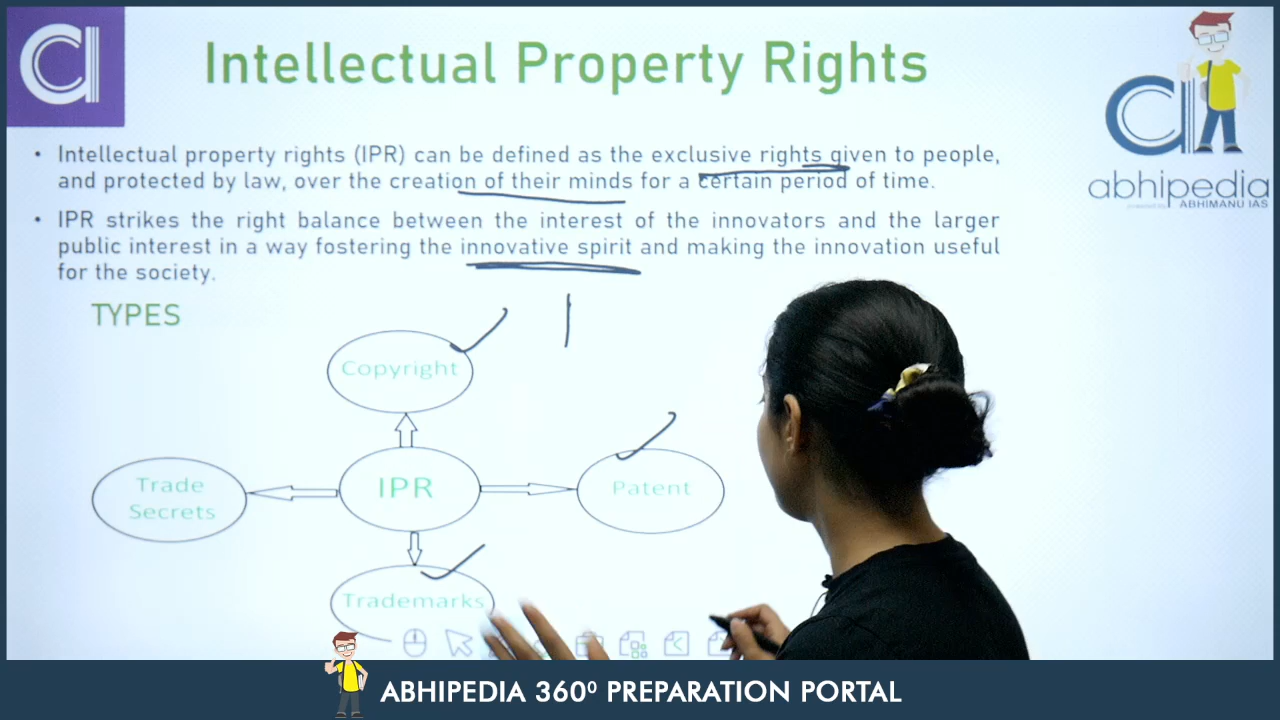 Intellectual Property Rights
• Intellectual property rights (IPR) can be defined as the exclusive rights given to people,
and protected by law, over the creation of their minds for a certain period of time.
• IPR strikes the right balance between the interest of the innovators and the larger
public interest in a way fostering the innovative spirit and making the innovation useful
for the society.
TYPES
Copyright
Trade
Secrets
IPR
Patent
Trademarks
abhipedia
powered by ABHIMANU IAS
ABHIPEDIA 360⁰ PREPARATION PORTAL